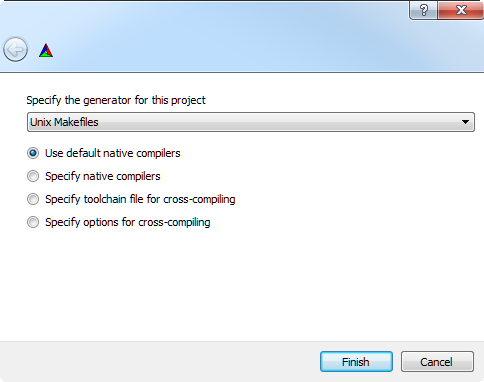 Specify the generator for this project
Unix Makefiles
Use default native compilers
Specify native compilers
Specify toolchain file for cross-compiling
Specify options for cross-compiling
Finish
Cancel